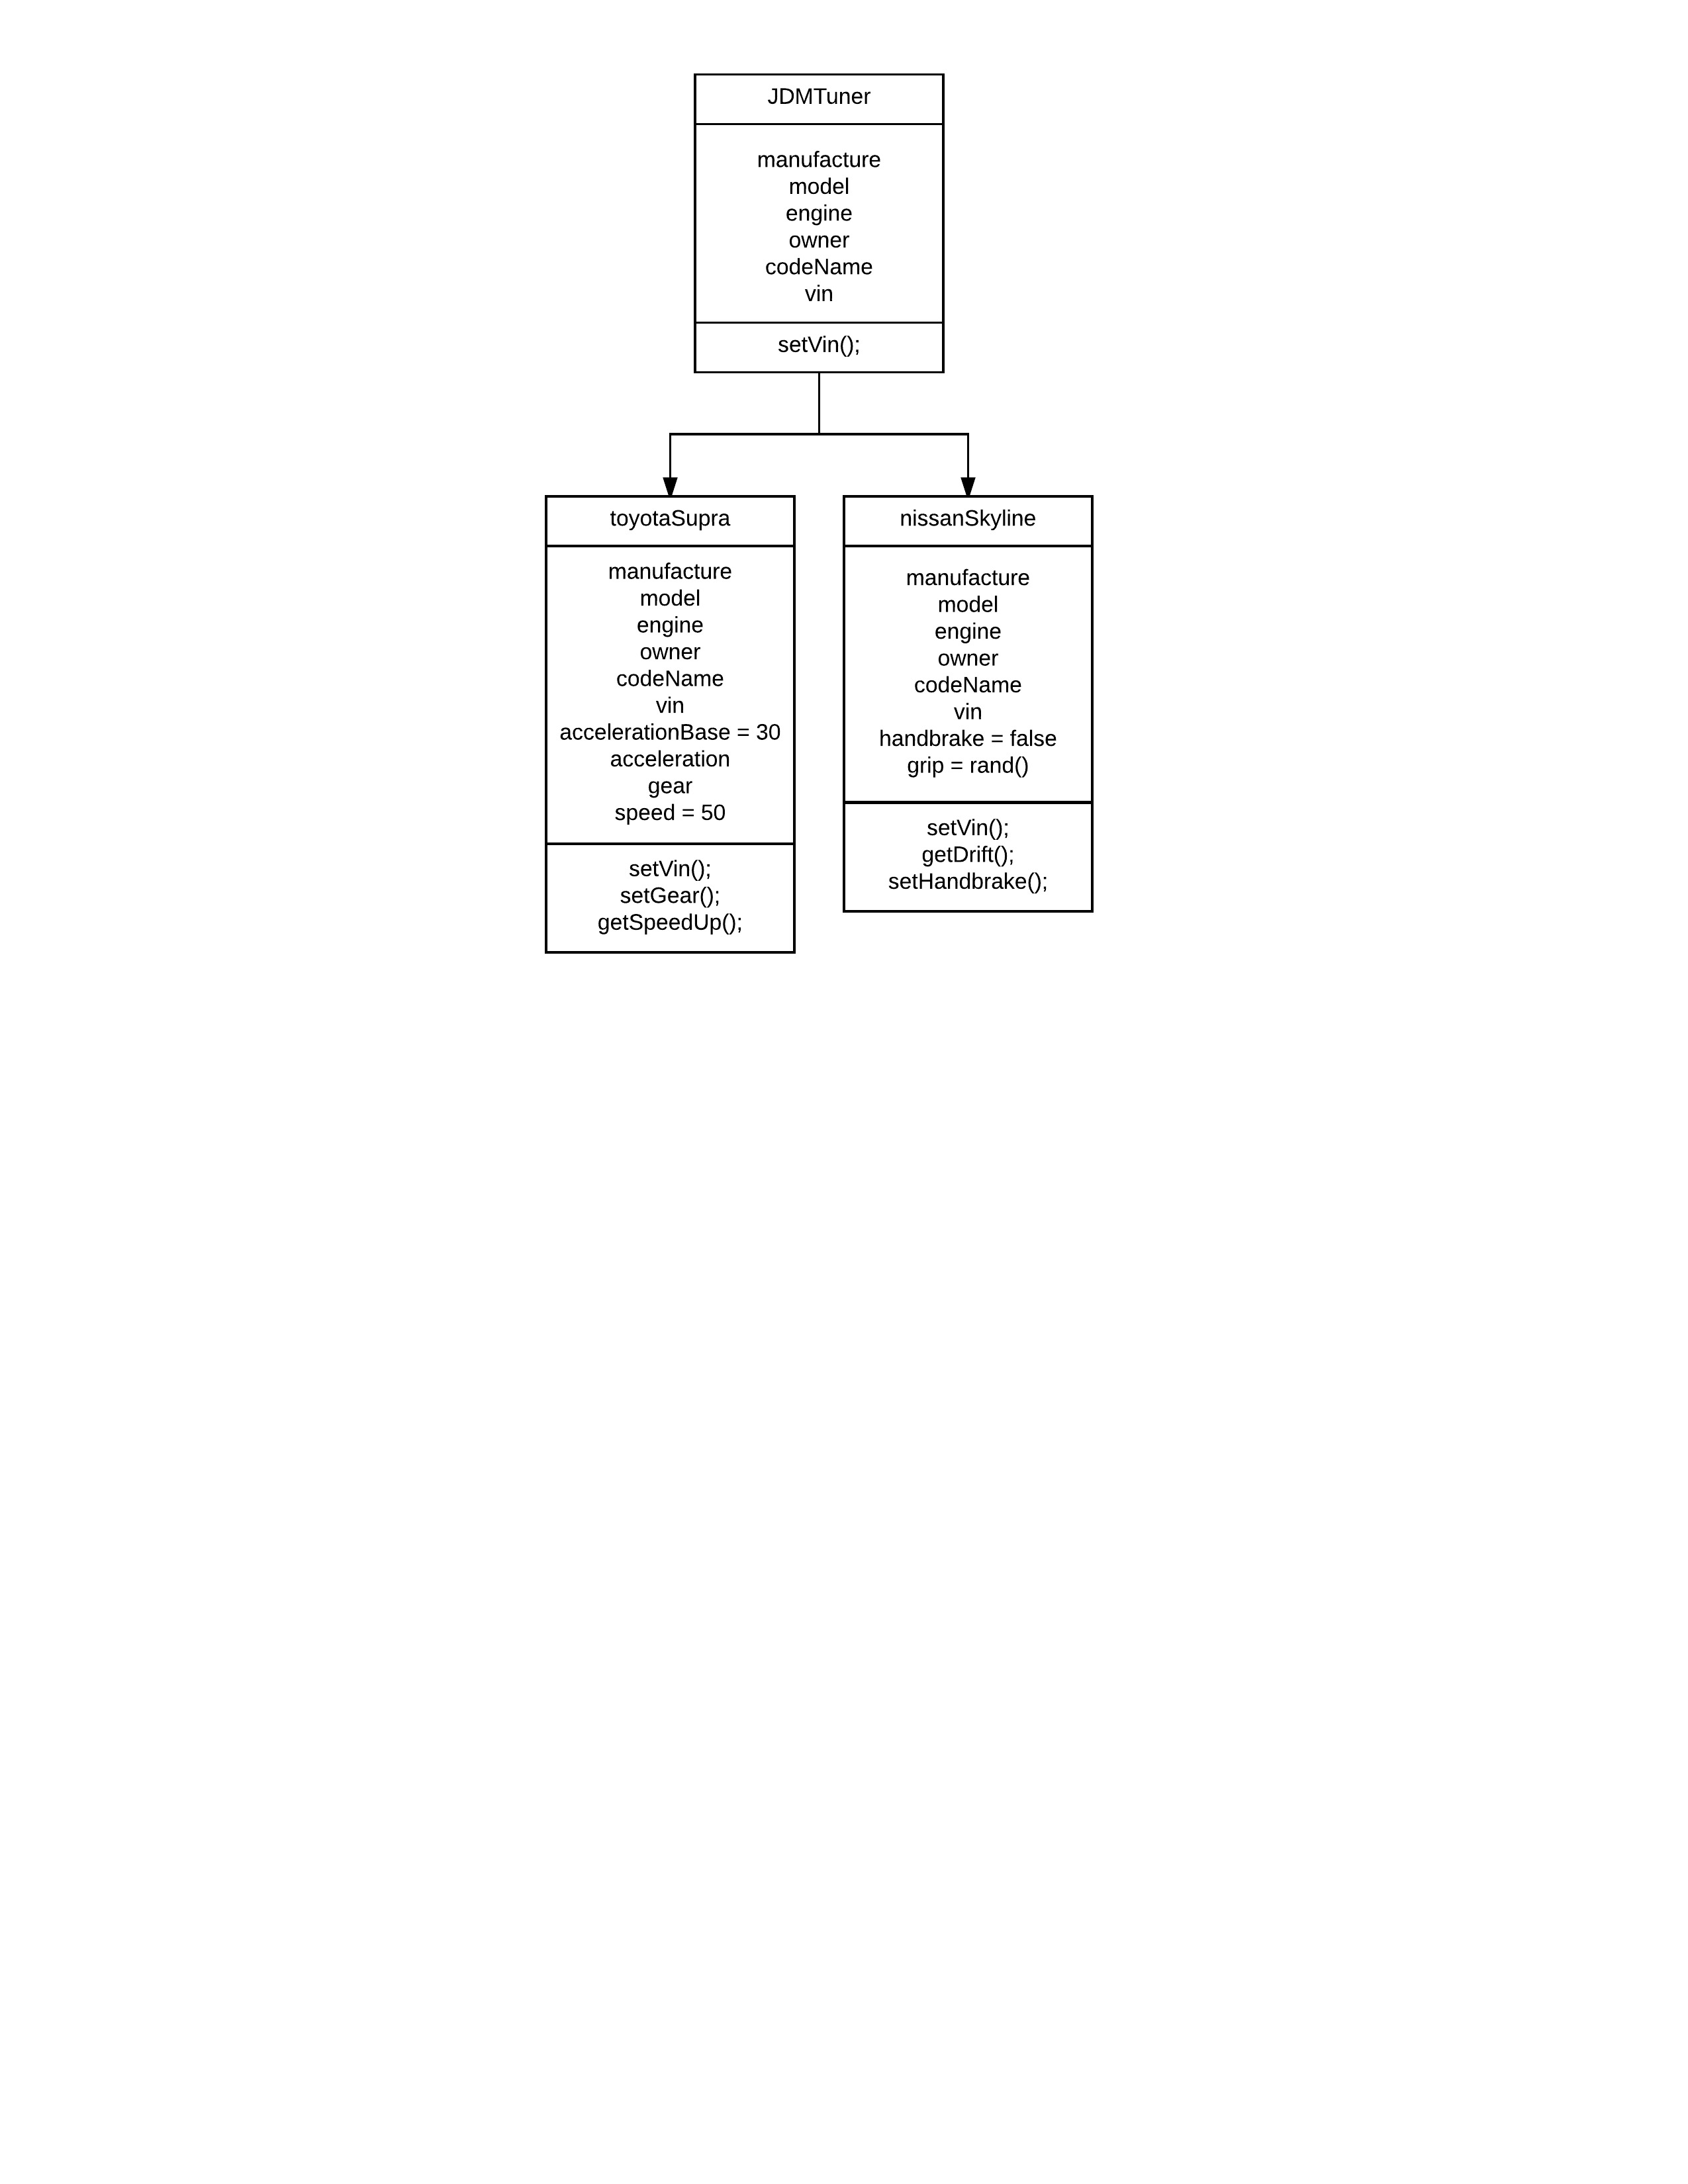 JDMTuner
manufacture
model
engine
owner
codeName
vin
setVin();
toyotaSupra
manufacture
model
engine
owner
codeName
vin
accelerationBase = 30
acceleration
gear
speed = 50
setVin();
setGear();
getSpeedUp();
nissanSkyline
manufacture
model
engine
owner
codeName
vin
handbrake = false
grip = rand()
setVin();
getDrift();
setHandbrake();